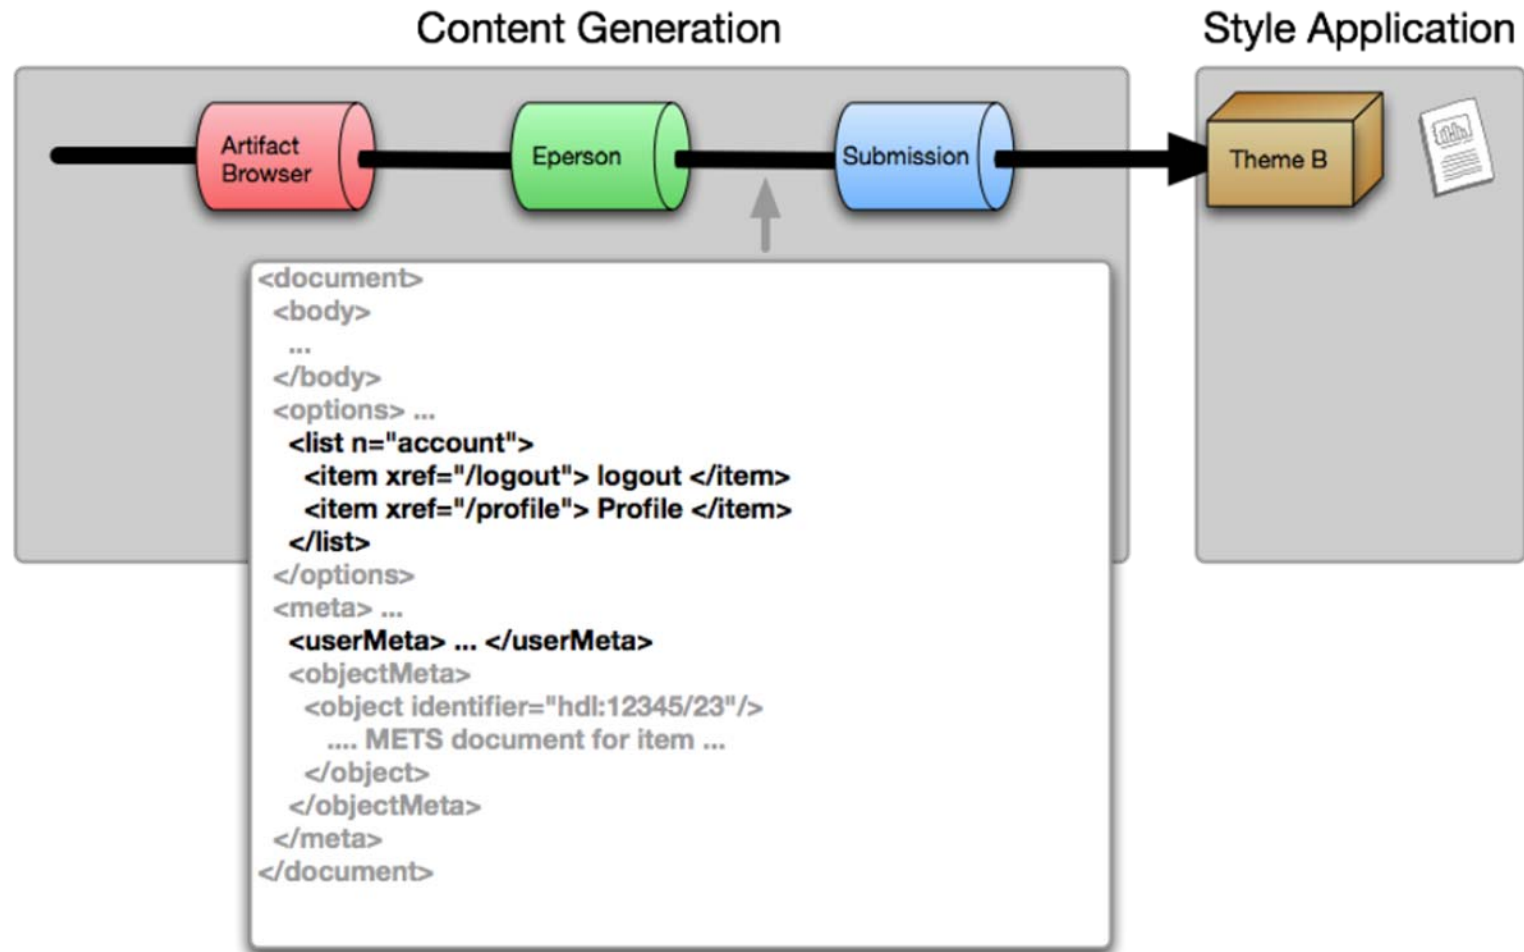 Content Generation
Style Application
Artifact
Browser
Eperson
Submission
Theme B
<document>
<body>
...
</body>
<options> ...
<list n="account">
<item xref="/logout"> logout </item>
<item xref="/profile"> Profile </item>
</list>
</options>
<meta> ...
<userMeta> ... </userMeta>
<objectMeta>
<object identifier="hdl:12345/23"/>
.... METS document for item ...
</object>
</objectMeta>
</meta>
</document>